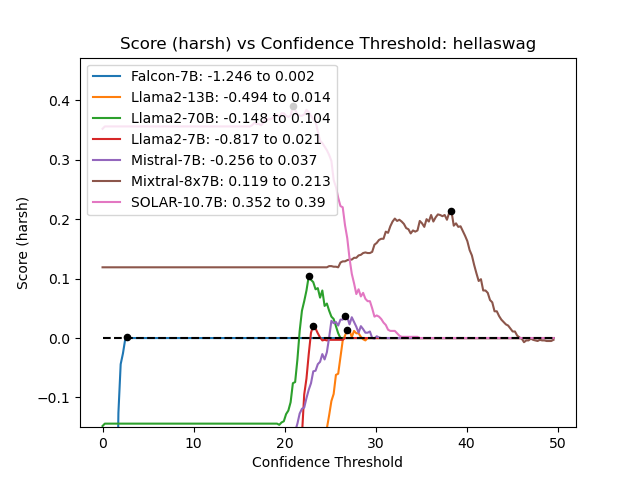 Score (harsh) vs Confidence Threshold: hellaswag
Falcon-7B: -1.246 to 0.002
Llama2-13B: -0.494 to 0.014
Llama2-70B: -0.148 to 0.104
Llama2-7B: -0.817 to 0.021
Mistral-7B: -0.256 to 0.037
Mixtral-8x7B: 0.119 to 0.213
SOLAR-10.7B: 0.352 to 0.39
Score (harsh)
0.4
0.3
0.2
0.1
0.0
−0.1
0
10
20
30
40
50
Confidence Threshold